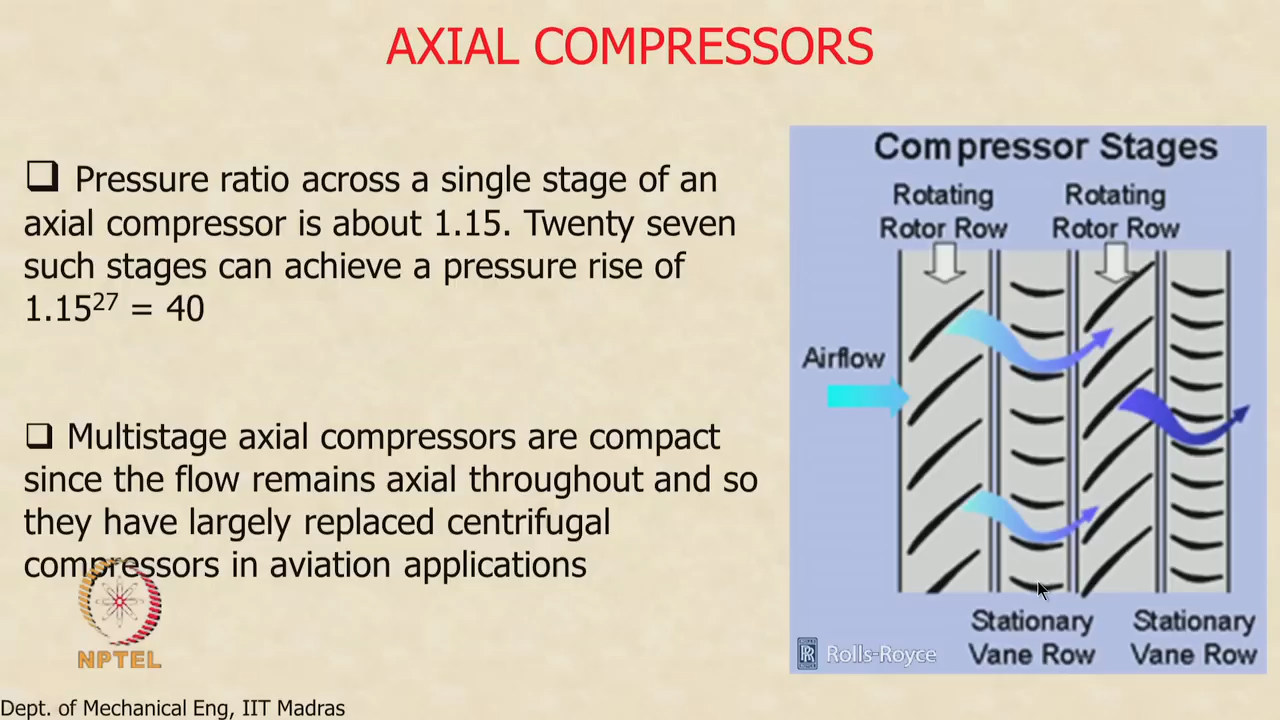 AXIAL COMPRESSORS
❑ Pressure ratio across a single stage of an
axial compressor is about 1.15. Twenty seven
such stages can achieve a pressure rise of
1.15²⁷ = 40
❑ Multistage axial compressors are compact
since the flow remains axial throughout and so
they have largely replaced centrifugal
compressors in aviation applications
Compressor Stages
Rotating
Rotor Row
Rotating
Rotor Row
Airflow
Stationary
Vane Row
Stationary
Vane Row
Rolls-Royce
NPTEL
Dept. of Mechanical Eng, IIT Madras